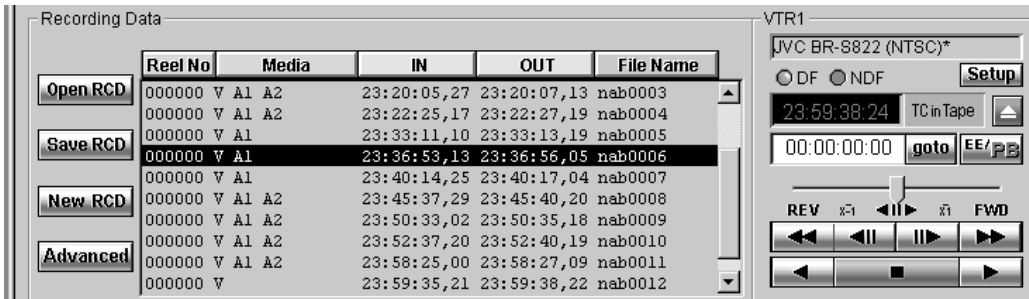 Recording Data
Reel No Media IN OUT File Name
Open RCD
Save RCD
New RCD
Advanced
000000 V A1 A2 23:20:05,27 23:20:07,13 nab0003
000000 V A1 A2 23:22:25,17 23:22:27,19 nab0004
000000 V A1 23:33:11,10 23:33:13,19 nab0005
000000 V A1 23:36:53,13 23:36:56,05 nab0006
000000 V A1 23:40:14,25 23:40:17,04 nab0007
000000 V A1 A2 23:45:37,29 23:45:40,20 nab0008
000000 V A1 A2 23:50:33,02 23:50:35,18 nab0009
000000 V A1 A2 23:52:37,20 23:52:40,19 nab0010
000000 V A1 A2 23:58:25,00 23:58:27,09 nab0011
000000 V 23:59:35,21 23:59:38,22 nab0012
VTR1
JVC BR-S822 (NTSC)*
DF NDF Setup
23:59:38:24 TC in Tape
00:00:00:00 goto EE/PB
REV x-1 x1 FWD